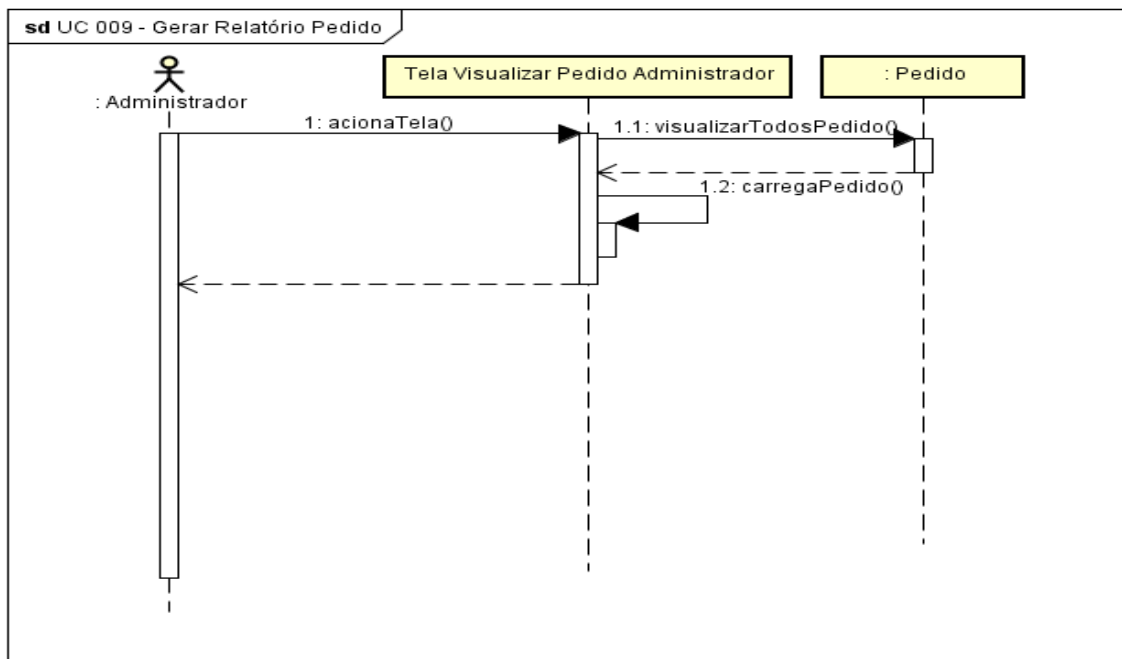 sd UC 009 - Gerar Relatório Pedido
Tela Visualizar Pedido Administrador
: Pedido
: Administrador
1: acionaTela()
1.1: visualizarTodosPedido()
1.2: carregaPedido()